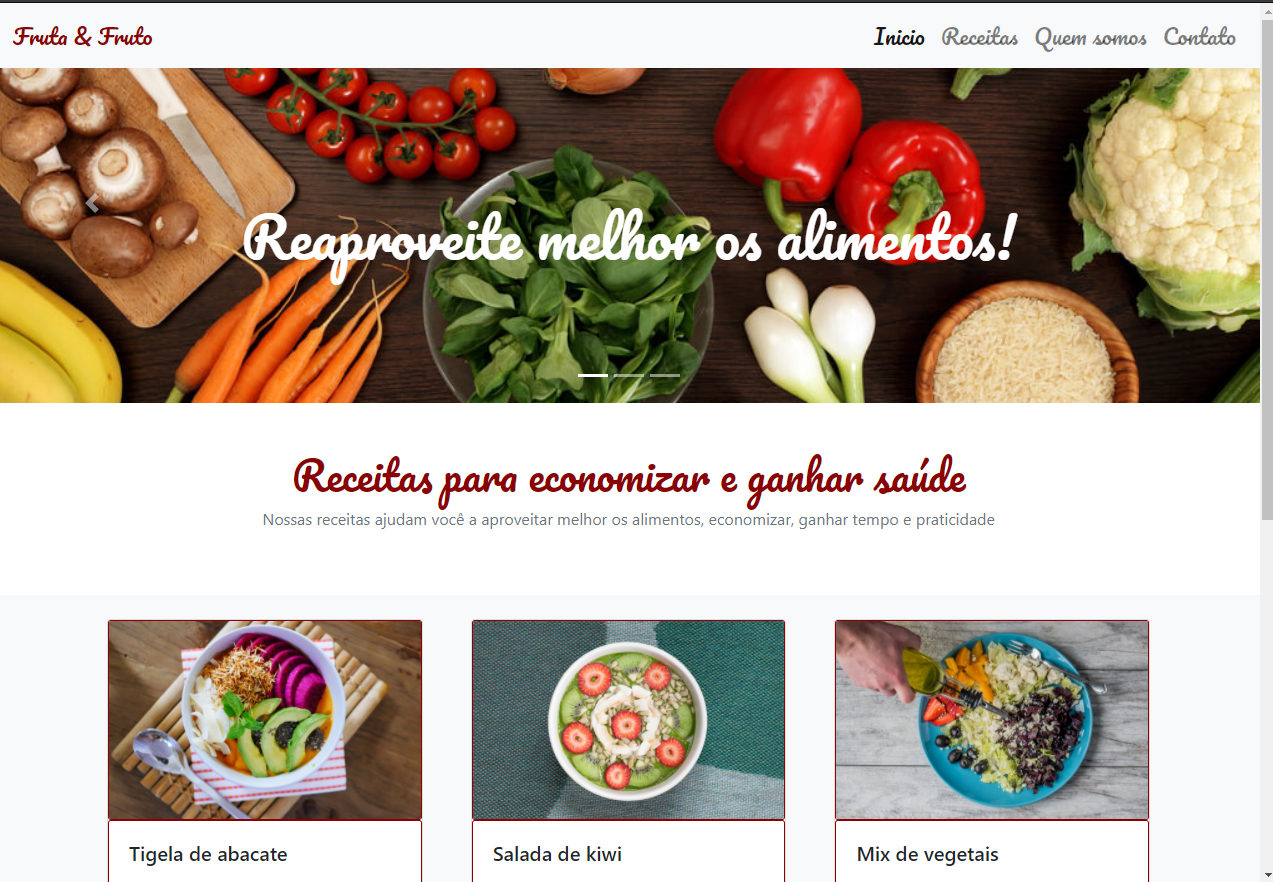 Fruta & Fruto
Inicio Receitas Quem somos Contato
Reaproveite melhor os alimentos!
Receitas para economizar e ganhar saúde
Nossas receitas ajudam você a aproveitar melhor os alimentos, economizar, ganhar tempo e praticidade
Tigela de abacate
Salada de kiwi
Mix de vegetais